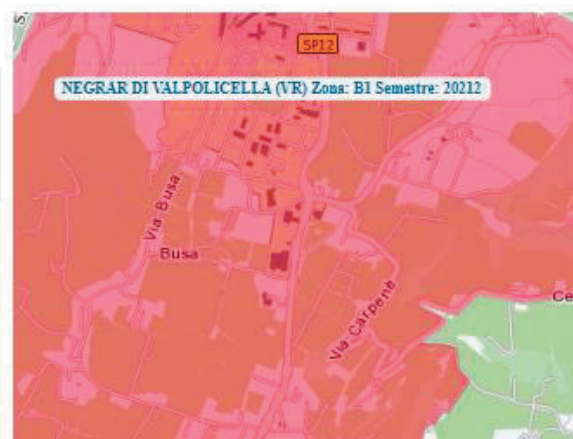 SP12
NEGRAR DI VALPOLICELLA (VR) Zona: B1 Semestre: 20212
Via Busa
Busa
Via Carpene
Ce